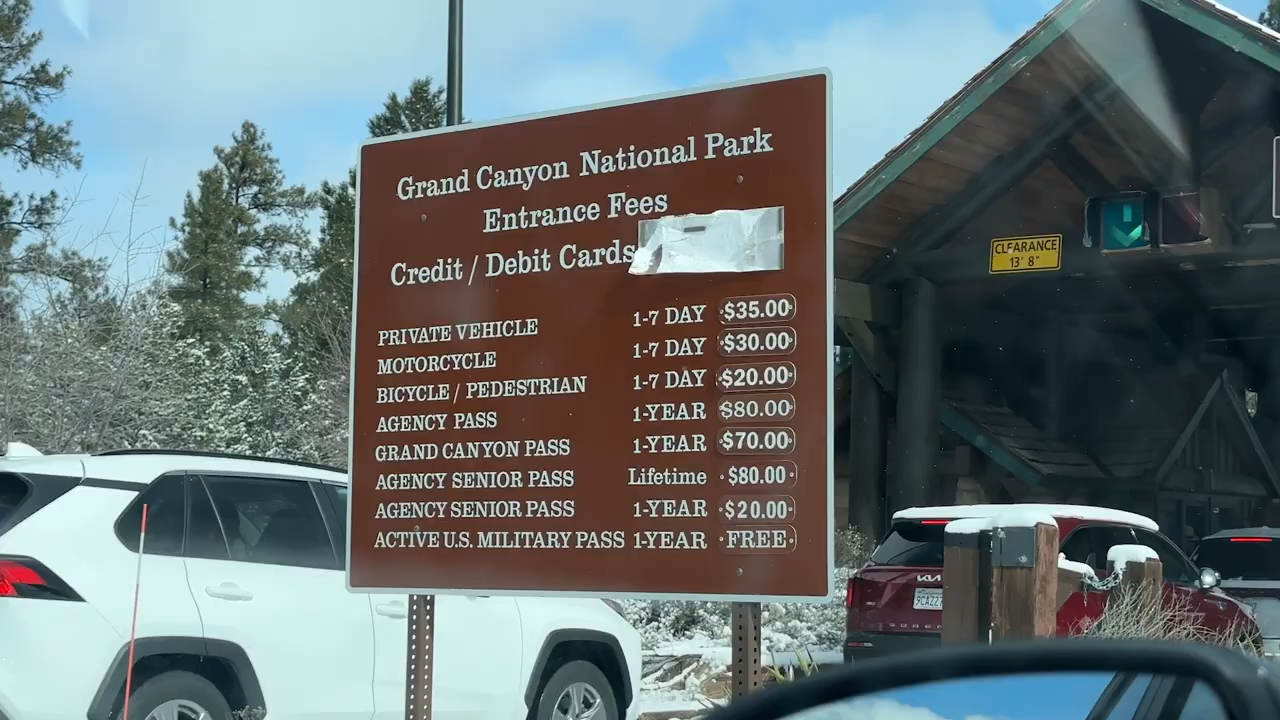 Grand Canyon National Park
Entrance Fees
Credit / Debit Cards
PRIVATE VEHICLE 1-7 DAY $35.00
MOTORCYCLE 1-7 DAY $30.00
BICYCLE / PEDESTRIAN 1-7 DAY $20.00
AGENCY PASS 1-YEAR $80.00
GRAND CANYON PASS 1-YEAR $70.00
AGENCY SENIOR PASS Lifetime $80.00
AGENCY SENIOR PASS 1-YEAR $20.00
ACTIVE U.S. MILITARY PASS 1-YEAR FREE
CLEARANCE
13' 8"
KIA